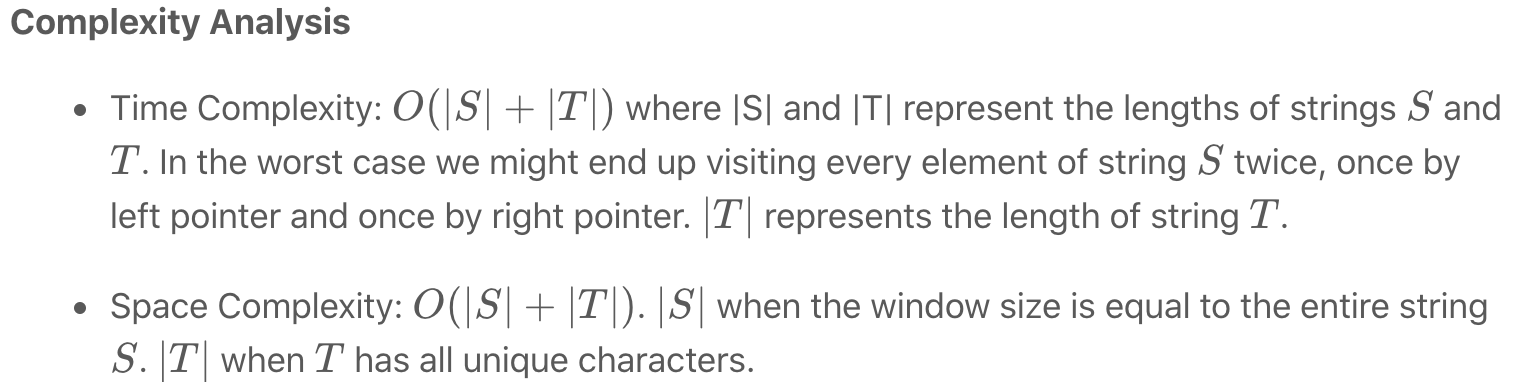 Complexity Analysis
• Time Complexity: O(|S| + |T|) where |S| and |T| represent the lengths of strings S and
T. In the worst case we might end up visiting every element of string S twice, once by
left pointer and once by right pointer. |T| represents the length of string T.
• Space Complexity: O(|S| + |T|). |S| when the window size is equal to the entire string
S. |T| when T has all unique characters.